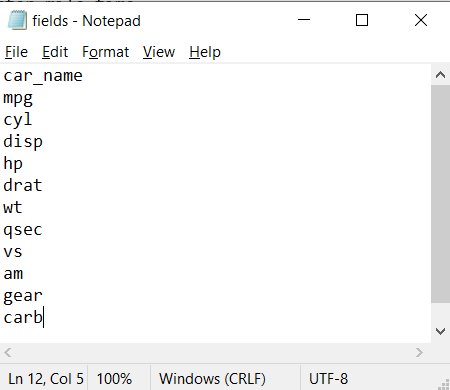 fields - Notepad
File Edit Format View Help
car_name
mpg
cyl
disp
hp
drat
wt
qsec
vs
am
gear
carb
Ln 12, Col 5 100% Windows (CRLF) UTF-8